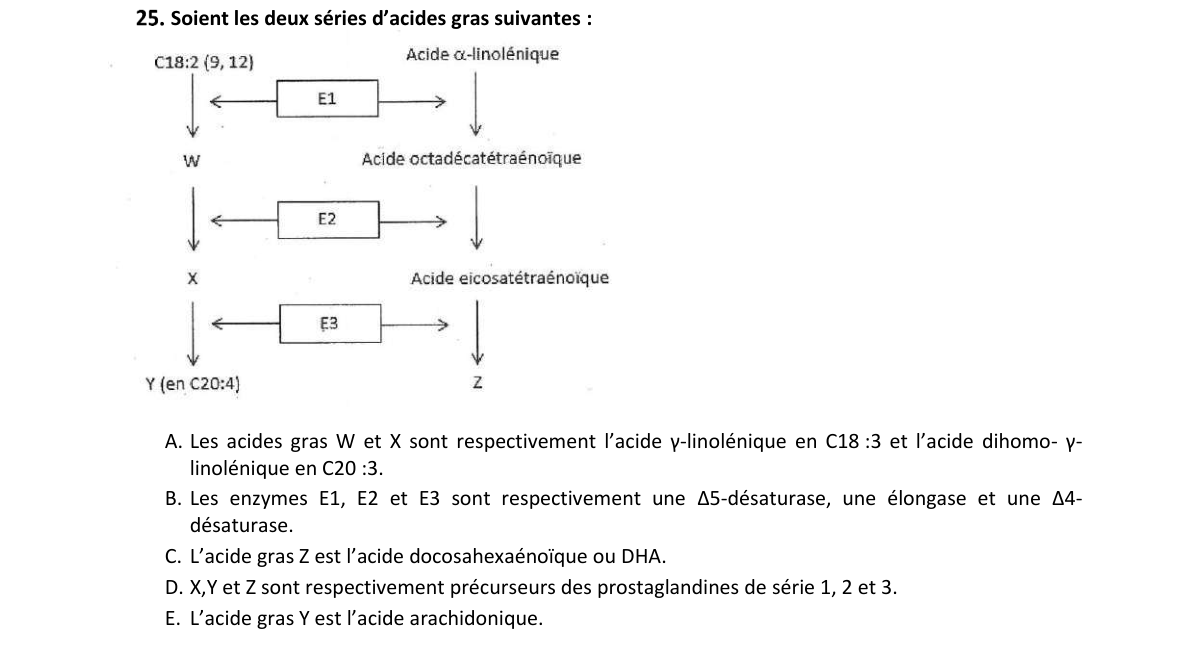 25. Soient les deux séries d’acides gras suivantes :
C18:2 (9, 12)
Acide α-linolénique
E1
W
Acide octadécatétraénoïque
E2
X
Acide eicosatétraénoïque
E3
Y (en C20:4)
Z
A. Les acides gras W et X sont respectivement l’acide γ-linolénique en C18 :3 et l’acide dihomo- γ-
linolénique en C20 :3.
B. Les enzymes E1, E2 et E3 sont respectivement une Δ5-désaturase, une élongase et une Δ4-
désaturase.
C. L’acide gras Z est l’acide docosahexaénoïque ou DHA.
D. X,Y et Z sont respectivement précurseurs des prostaglandines de série 1, 2 et 3.
E. L’acide gras Y est l’acide arachidonique.